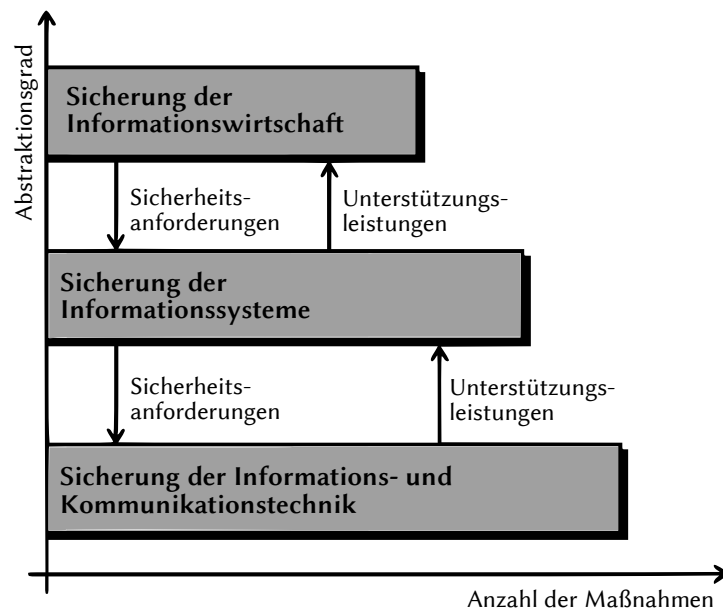 Abstraktionsgrad
Sicherung der
Informationswirtschaft
Sicherheits-
anforderungen
Unterstützungs-
leistungen
Sicherung der
Informationssysteme
Sicherheits-
anforderungen
Unterstützungs-
leistungen
Sicherung der Informations- und
Kommunikationstechnik
Anzahl der Maßnahmen